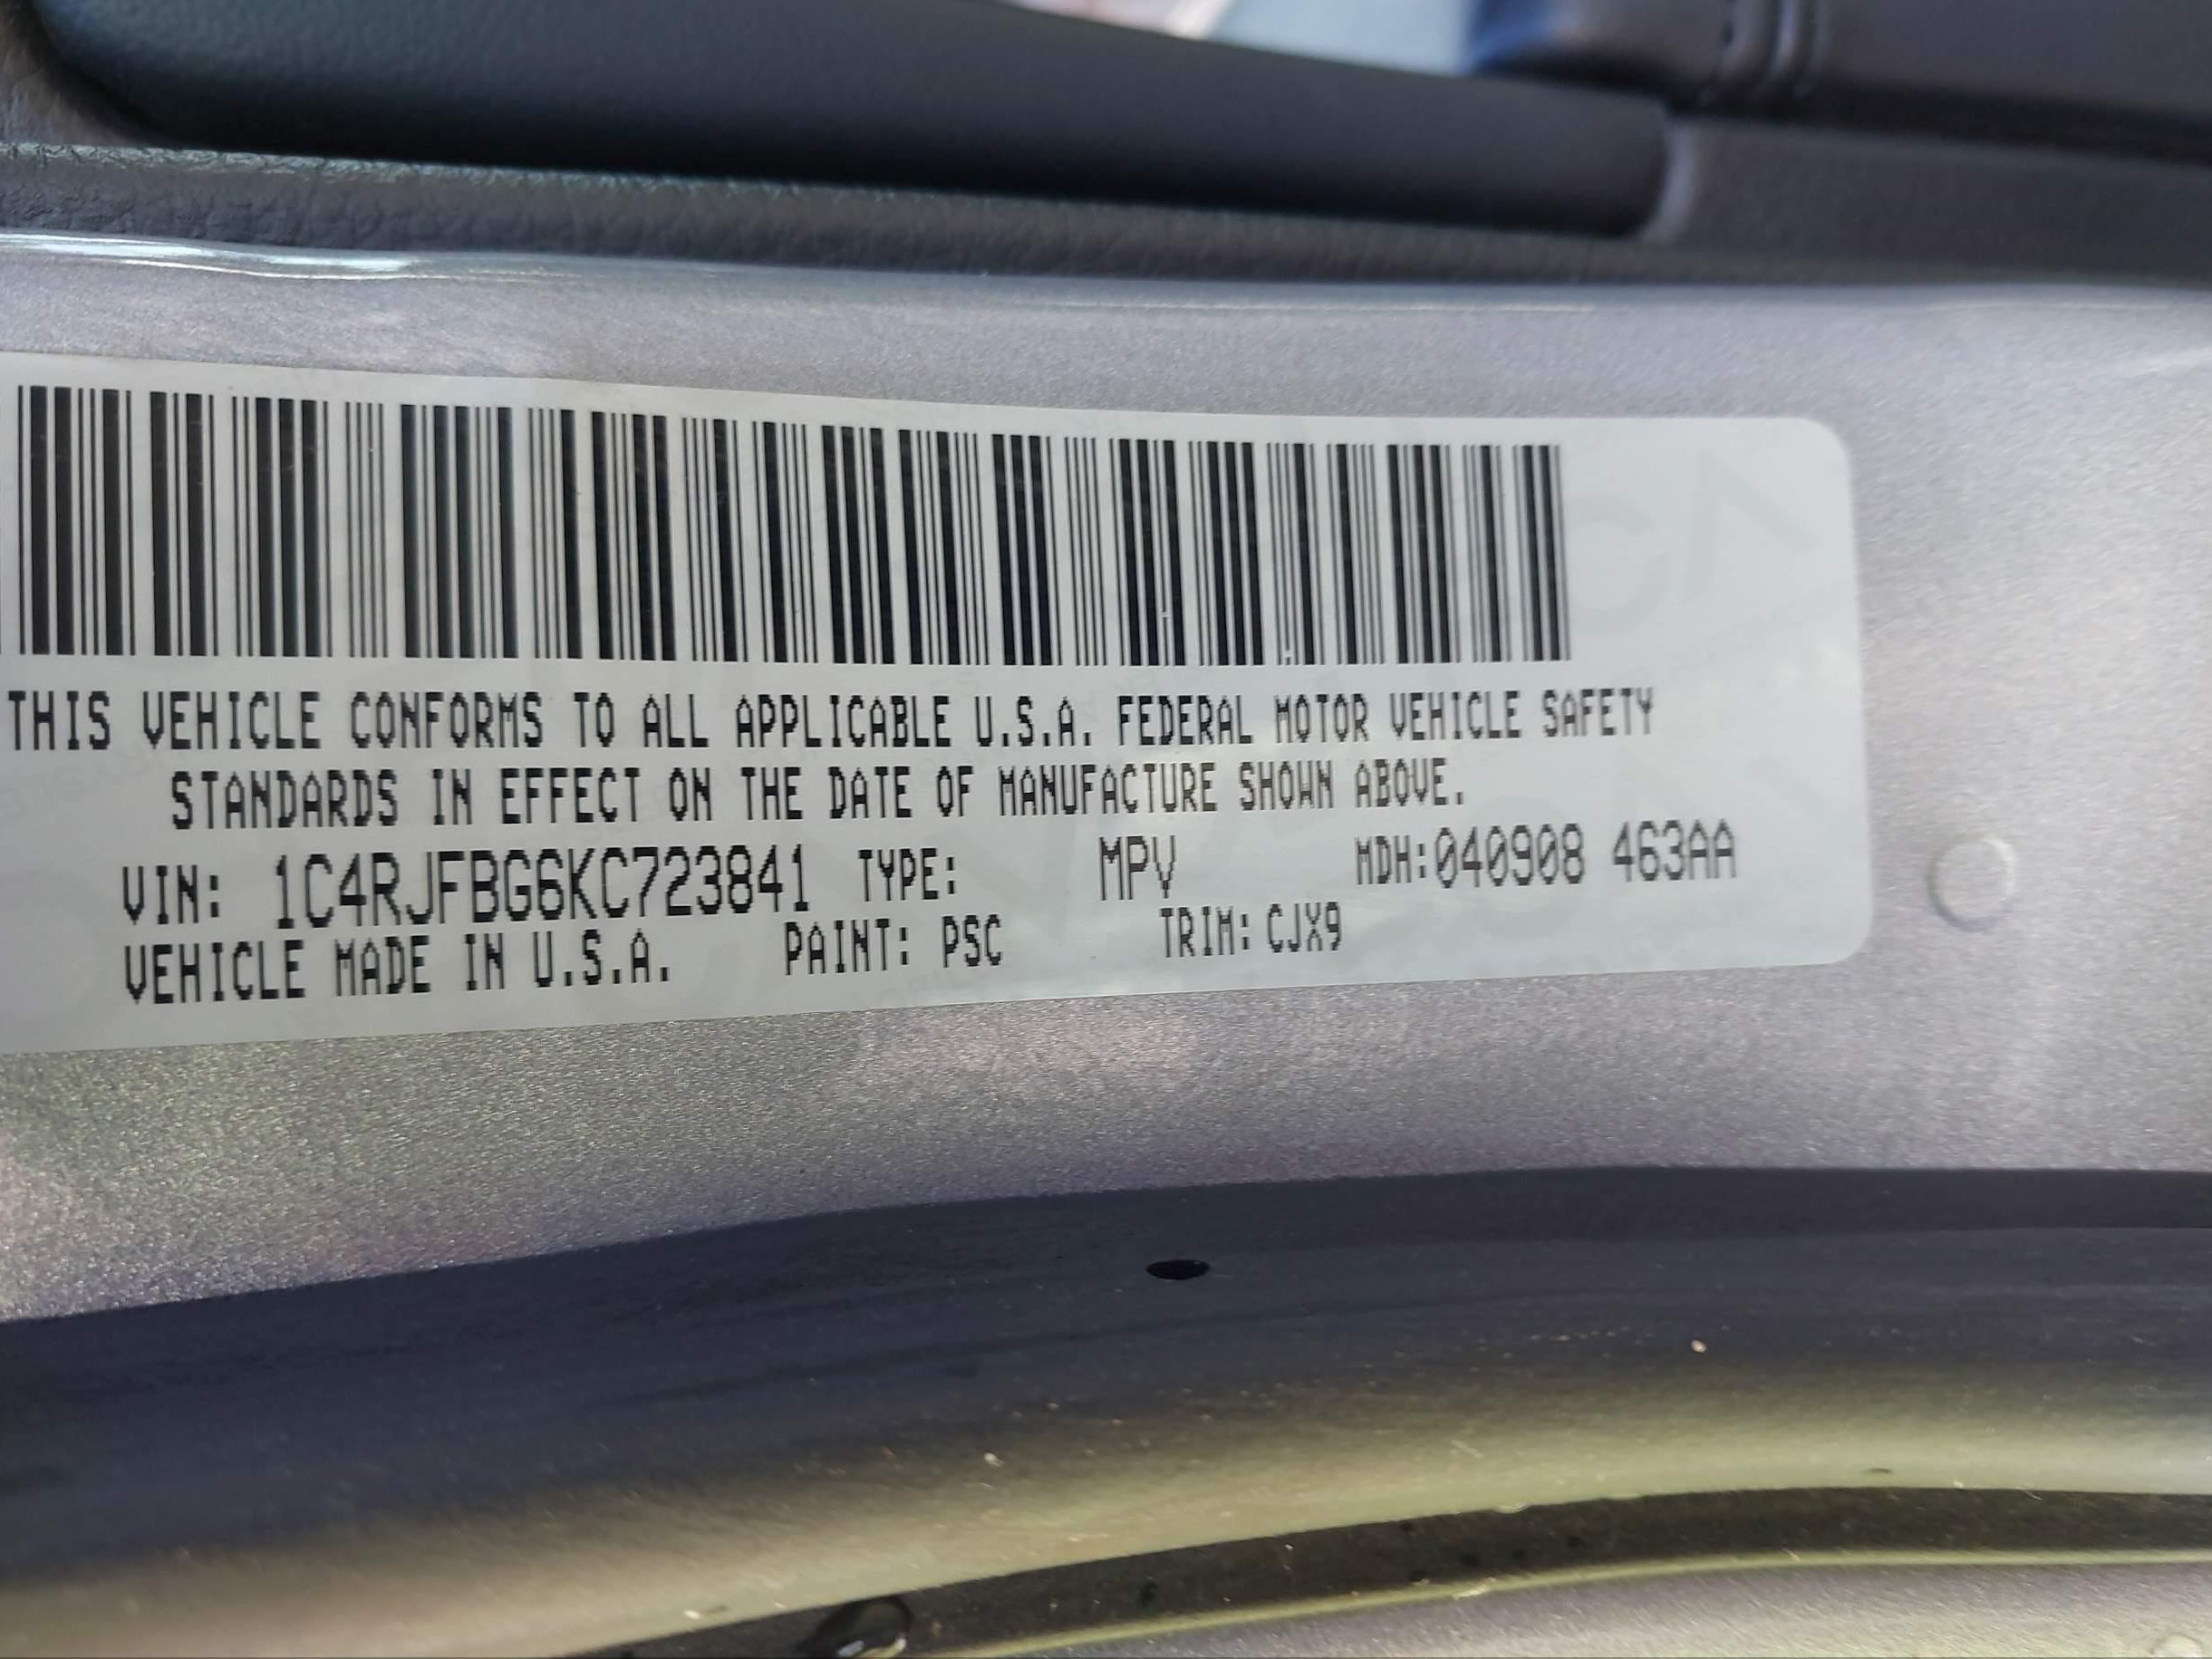 THIS VEHICLE CONFORMS TO ALL APPLICABLE U.S.A. FEDERAL MOTOR VEHICLE SAFETY
STANDARDS IN EFFECT ON THE DATE OF MANUFACTURE SHOWN ABOVE.
VIN: 1C4RJFBG6KC723841 TYPE: MPV MDH:040908 463AA
VEHICLE MADE IN U.S.A. PAINT: PSC TRIM: CJX9